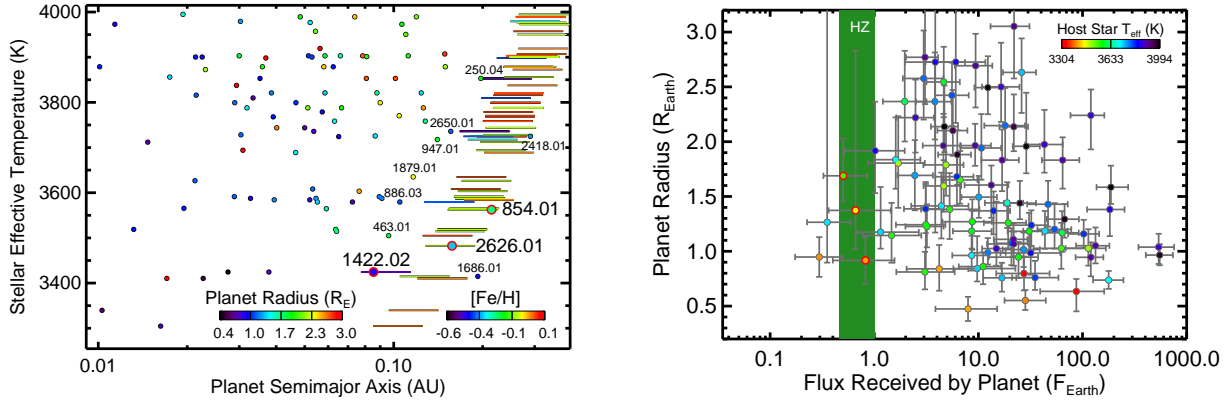 4000
3800
3600
3400
Stellar Effective Temperature (K)
250.04
2650.01
947.01
2418.01
1879.01
886.03
854.01
463.01
2626.01
1422.02
1686.01
Planet Radius (R_E)
0.4 1.0 1.7 2.3 3.0
[Fe/H]
-0.6 -0.4 -0.1 0.1
0.01 0.10
Planet Semimajor Axis (AU)
3.0
2.5
2.0
1.5
1.0
0.5
Planet Radius (R_Earth)
HZ
Host Star T_eff (K)
3304 3633 3994
0.1 1.0 10.0 100.0 1000.0
Flux Received by Planet (F_Earth)